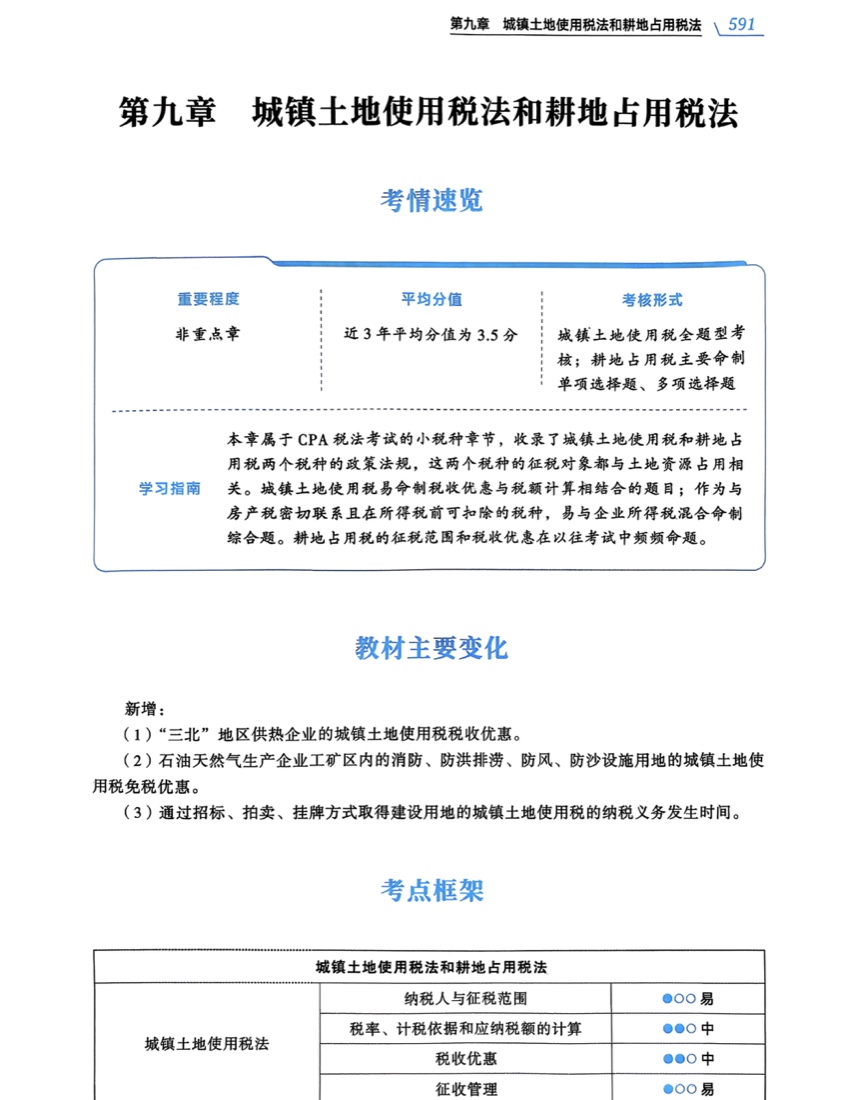 第九章 城镇土地使用税法和耕地占用税法 591
第九章 城镇土地使用税法和耕地占用税法
考情速览
重要程度 平均分值 考核形式
非重点章 近3年平均分值为3.5分 城镇土地使用税全题型考
核；耕地占用税主要命制
单项选择题、多项选择题
本章属于CPA税法考试的小税种章节，收录了城镇土地使用税和耕地占
用税两个税种的政策法规，这两个税种的征税对象都与土地资源占用相
学习指南 关。城镇土地使用税易命制税收优惠与税额计算相结合的题目；作为与
房产税密切联系且在所得税前可扣除的税种，易与企业所得税混合命制
综合题。耕地占用税的征税范围和税收优惠在以往考试中频频命题。
教材主要变化
新增：
（1）“三北”地区供热企业的城镇土地使用税税收优惠。
（2）石油天然气生产企业工矿区内的消防、防洪排涝、防风、防沙设施用地的城镇土地使
用税免税优惠。
（3）通过招标、拍卖、挂牌方式取得建设用地的城镇土地使用税的纳税义务发生时间。
考点框架
城镇土地使用税法和耕地占用税法
纳税人与征税范围 ●○○易
税率、计税依据和应纳税额的计算 ●●○中
城镇土地使用税法
税收优惠 ●●○中
征收管理 ●○○易